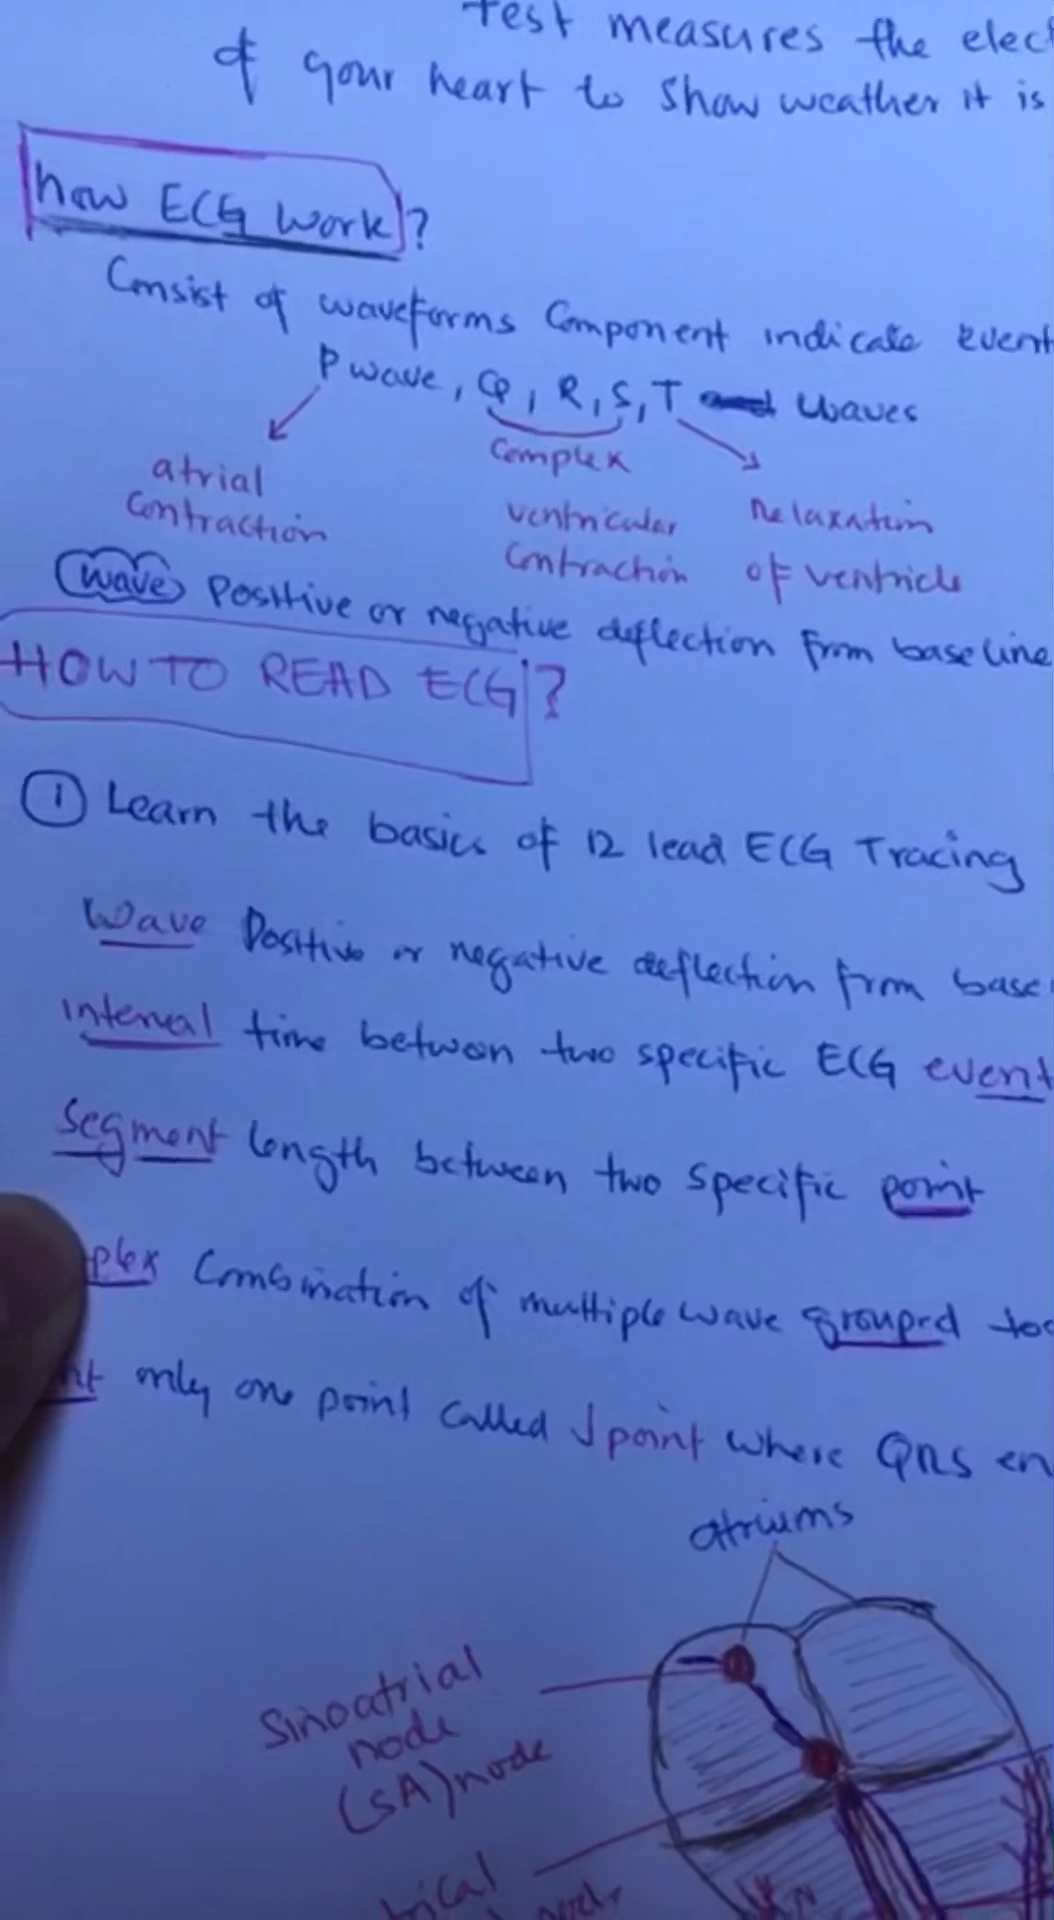 Test measures the elec
of your heart to show weather it is
how ECG work ?
Consist of waveforms Component indicate event
P wave, Q, R, S, T waves
Complex
atrial contraction
ventricular contraction
Relaxation of ventricle
wave Positive or negative deflection from baseline
HOW TO READ ECG ?
1 Learn the basics of 12 lead ECG Tracing
Wave Positive or negative deflection from base
interval time between two specific ECG event
Segment length between two specific point
plex Combination of multiple wave grouped to
nt only one point called J point where QRS en
atriums
Sinoatrial
node
(SA) node